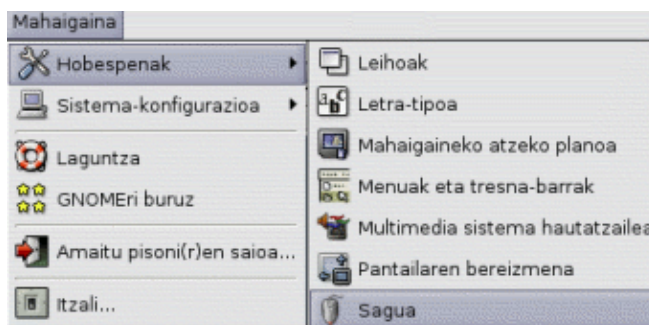 Mahaigaina
Hobespenak
Sistema-konfigurazioa
Laguntza
GNOMEri buruz
Amaitu pisoni(r)en saioa...
Itzali...
Leihoak
Letra-tipoa
Mahaigaineko atzeko planoa
Menuak eta tresna-barrak
Multimedia sistema hautatzailea
Pantailaren bereizmena
Sagua